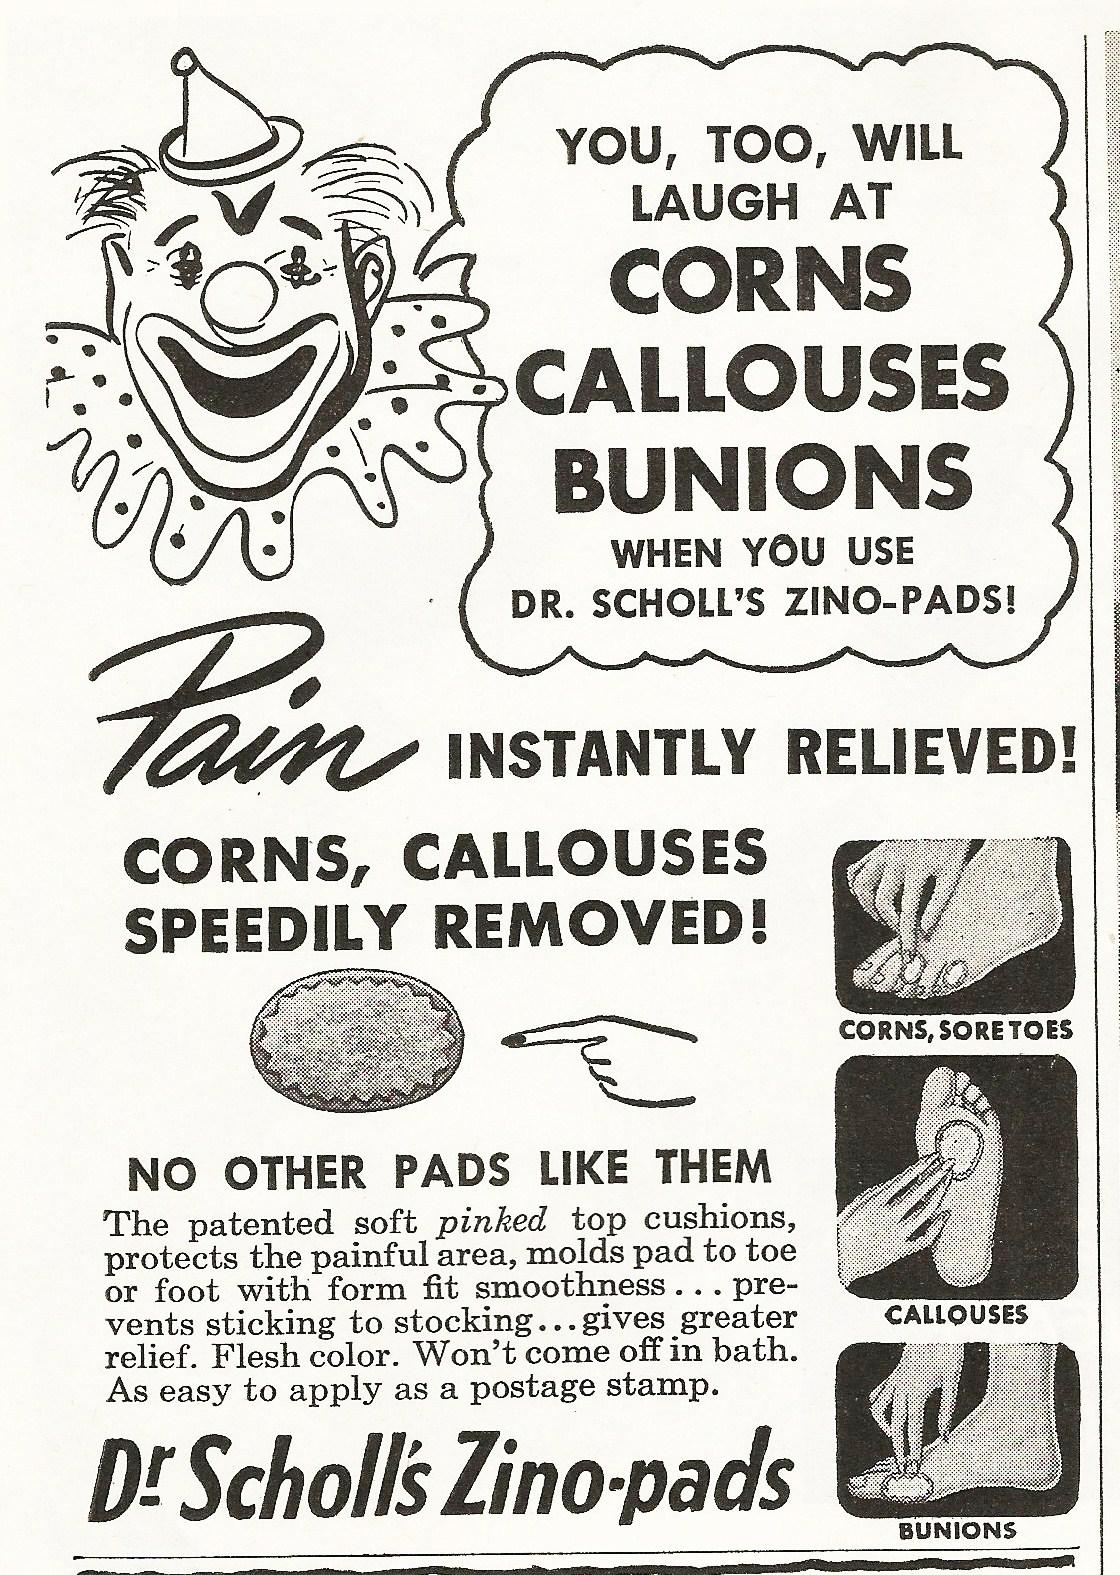 YOU, TOO, WILL
LAUGH AT
CORNS
CALLOUSES
BUNIONS
WHEN YOU USE
DR. SCHOLL'S ZINO-PADS!
Pain INSTANTLY RELIEVED!
CORNS, CALLOUSES
SPEEDILY REMOVED!
NO OTHER PADS LIKE THEM
The patented soft pinked top cushions,
protects the painful area, molds pad to toe
or foot with form fit smoothness... pre-
vents sticking to stocking...gives greater
relief. Flesh color. Won't come off in bath.
As easy to apply as a postage stamp.
Dr Scholl's Zino-pads
CORNS, SORE TOES
CALLOUSES
BUNIONS